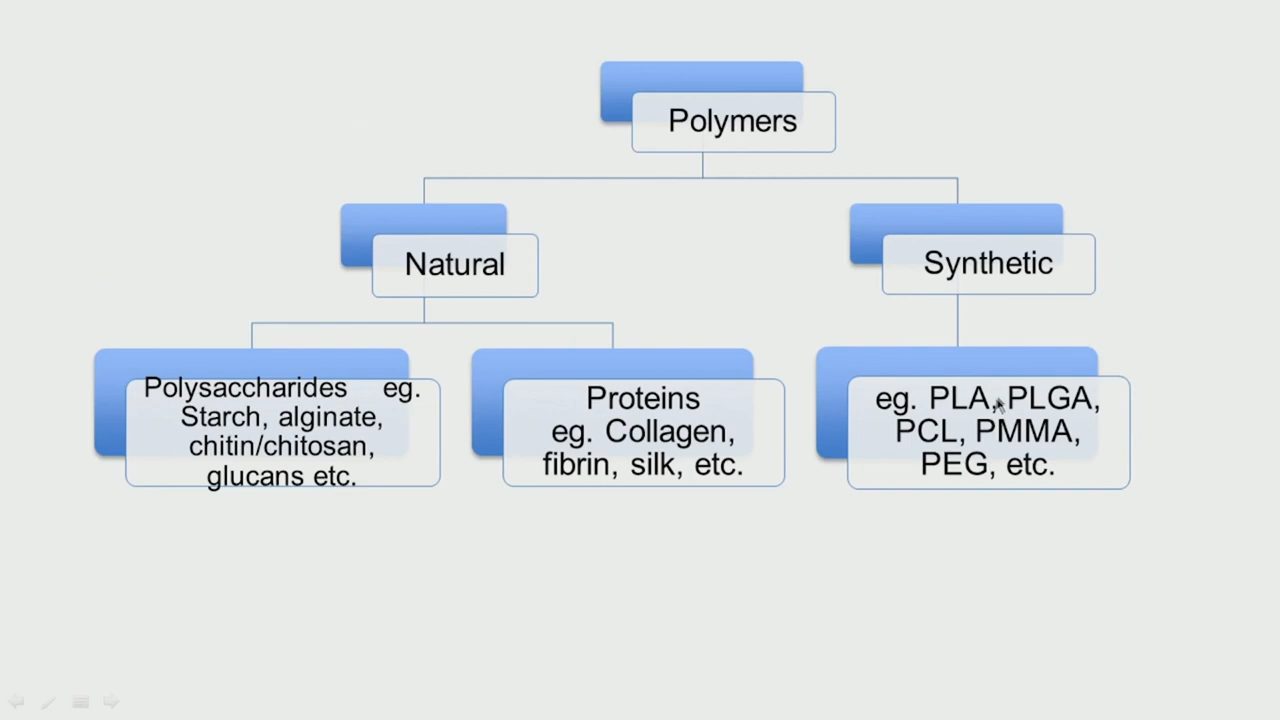 Polymers
Natural
Synthetic
Polysaccharides eg.
Starch, alginate,
chitin/chitosan,
glucans etc.
Proteins
eg. Collagen,
fibrin, silk, etc.
eg. PLA, PLGA,
PCL, PMMA,
PEG, etc.